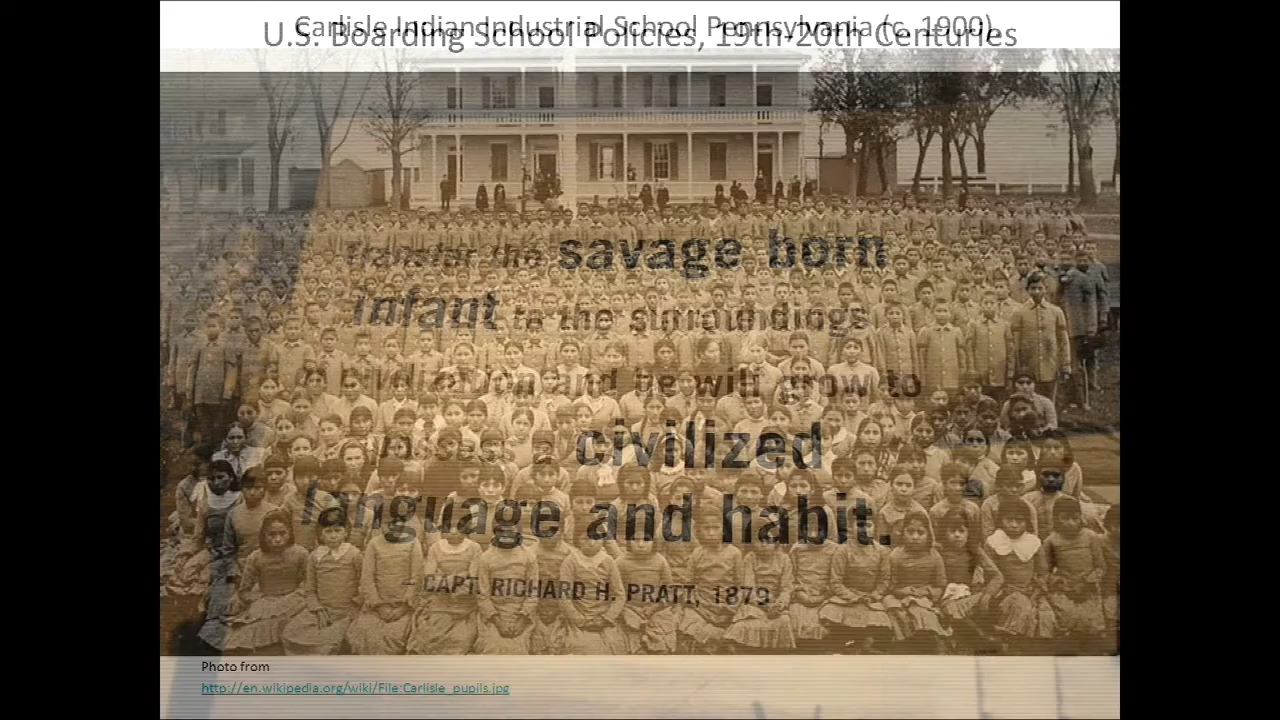 Carlisle Indian Industrial School Pennsylvania (c. 1900).
U.S. Boarding School Policies, 19th-20th Centuries
Transfer the savage born
infant to the surroundings
civilization and he will grow to
possess a civilized
language and habit.
– CAPT. RICHARD H. PRATT, 1879
Photo from
http://en.wikipedia.org/wiki/File:Carlisle_pupils.jpg